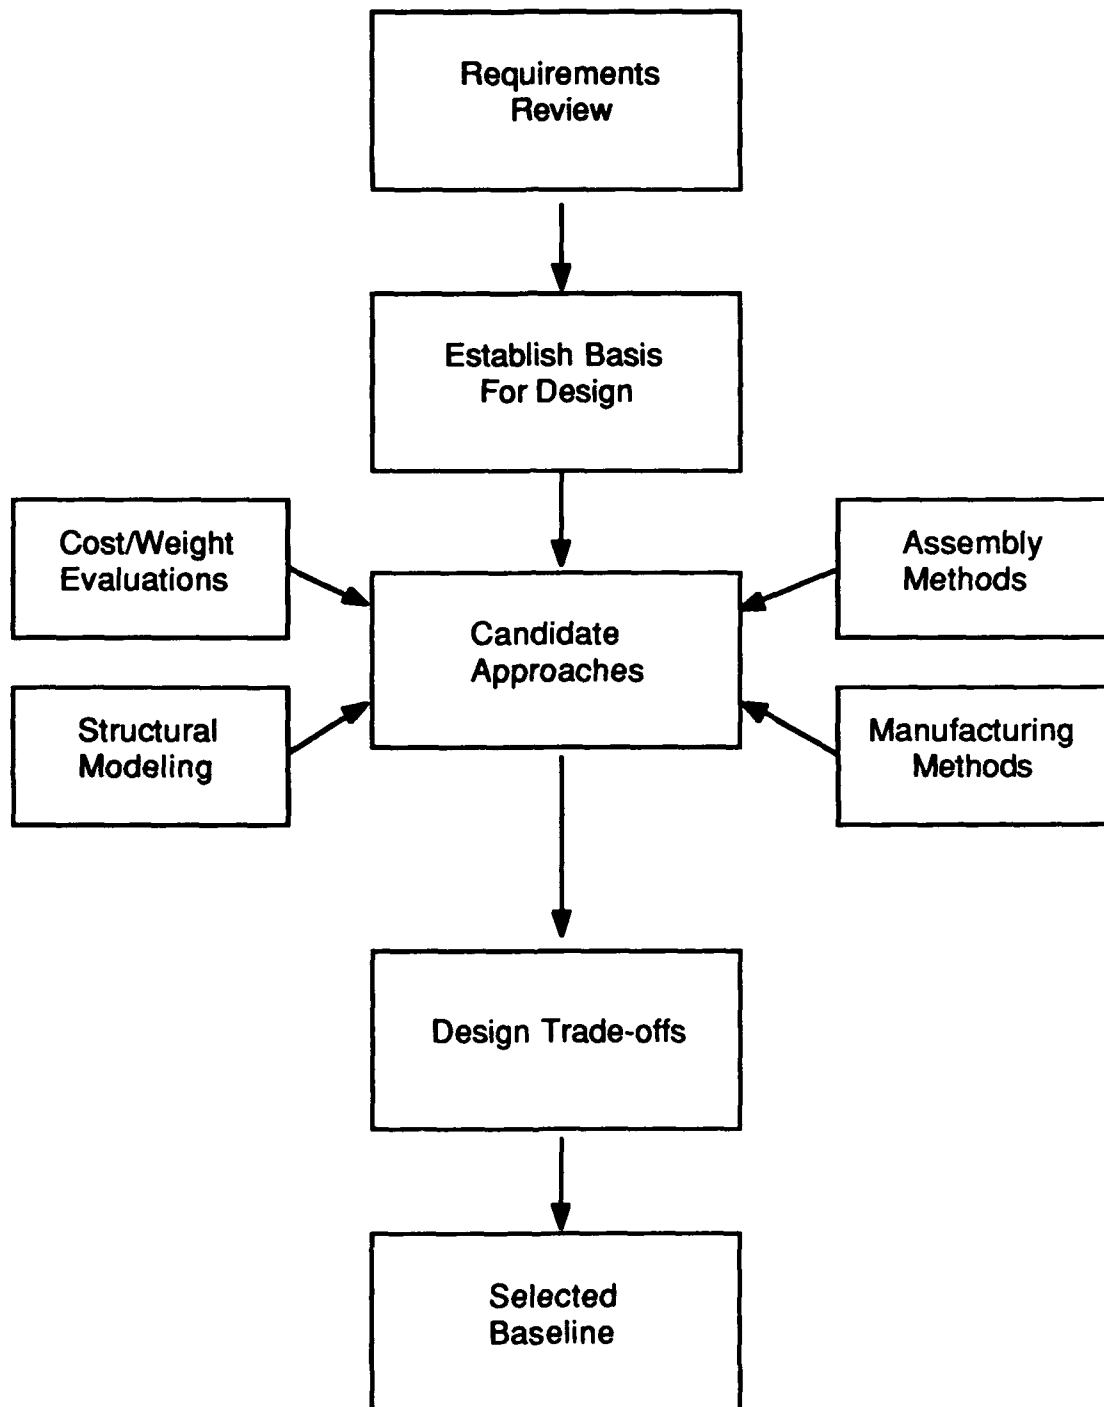 Requirements
Review
Establish Basis
For Design
Cost/Weight
Evaluations
Assembly
Methods
Candidate
Approaches
Structural
Modeling
Manufacturing
Methods
Design Trade-offs
Selected
Baseline